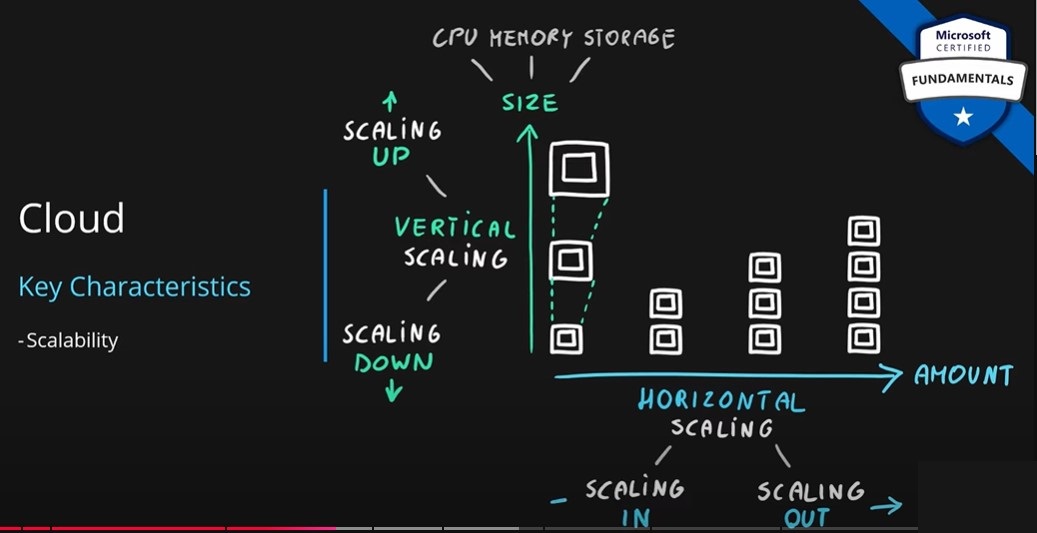 CPU MEMORY STORAGE
Microsoft
CERTIFIED
FUNDAMENTALS
SIZE
SCALING
UP
Cloud
VERTICAL
SCALING
Key Characteristics
- Scalability
SCALING
DOWN
AMOUNT
HORIZONTAL
SCALING
SCALING
IN
SCALING
OUT